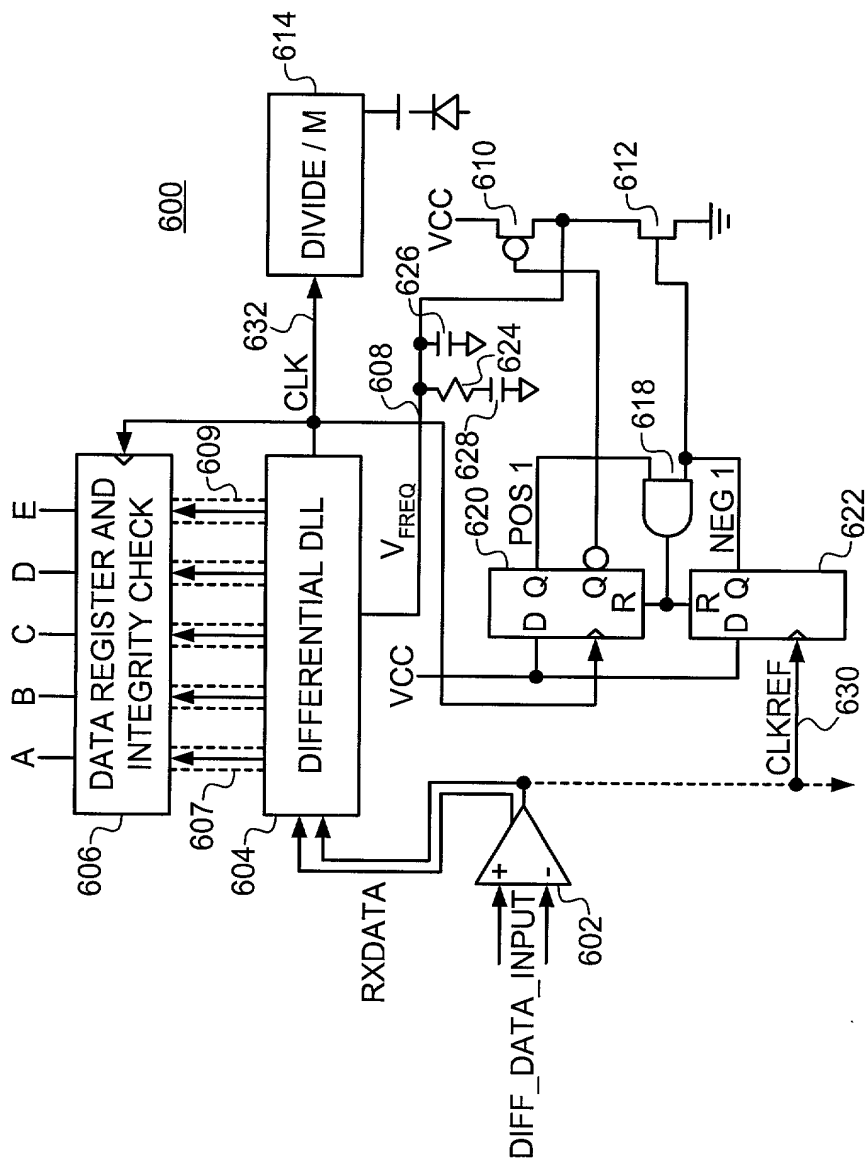 600
A
B
C
D
E
DATA REGISTER AND
INTEGRITY CHECK
606
607
609
DIFFERENTIAL DLL
604
CLK
632
DIVIDE / M
614
RXDATA
V_FREQ
608
626
624
628
VCC
610
612
DIFF_DATA_INPUT
+
-
602
VCC
620
D
Q
Q
R
POS 1
618
NEG 1
R
D
Q
622
CLKREF
630